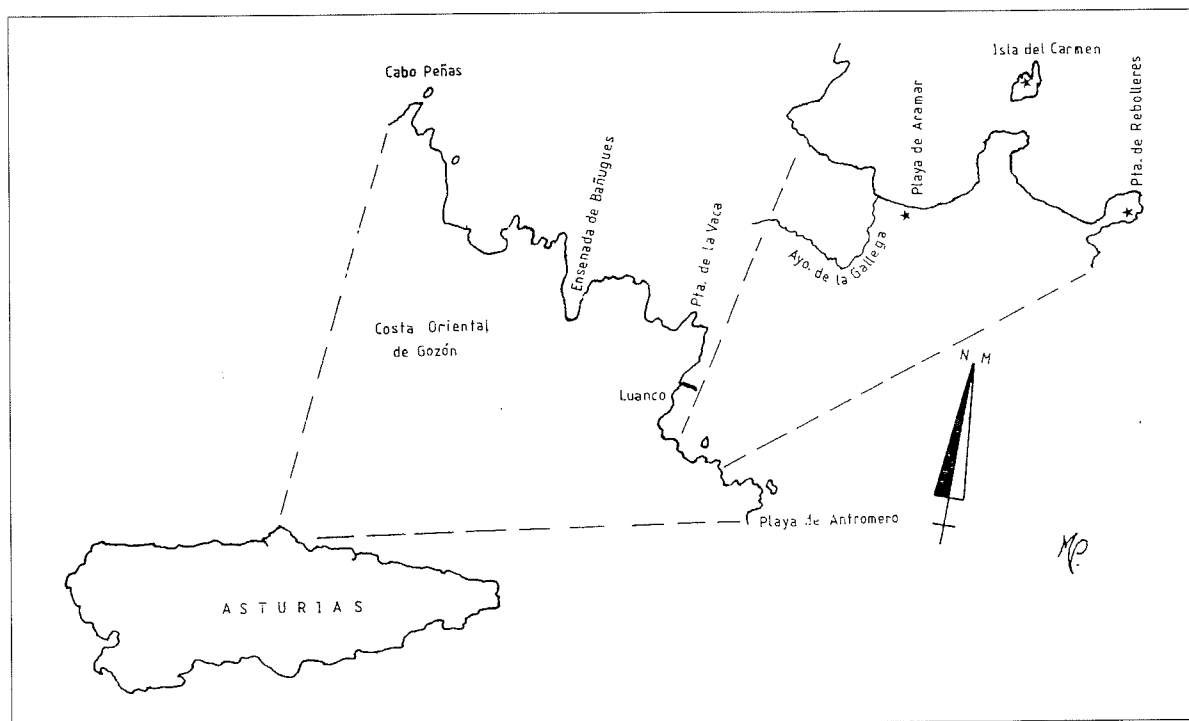 Isla del Carmen
Cabo Peñas
Playa de Aramar
Pta. de Rebolleres
Ensenada de Bañugues
Pta. de la Vaca
Ayo. de la Gallega
Costa Oriental
de Gozón
N M
Luanco
Playa de Antromero
ASTURIAS